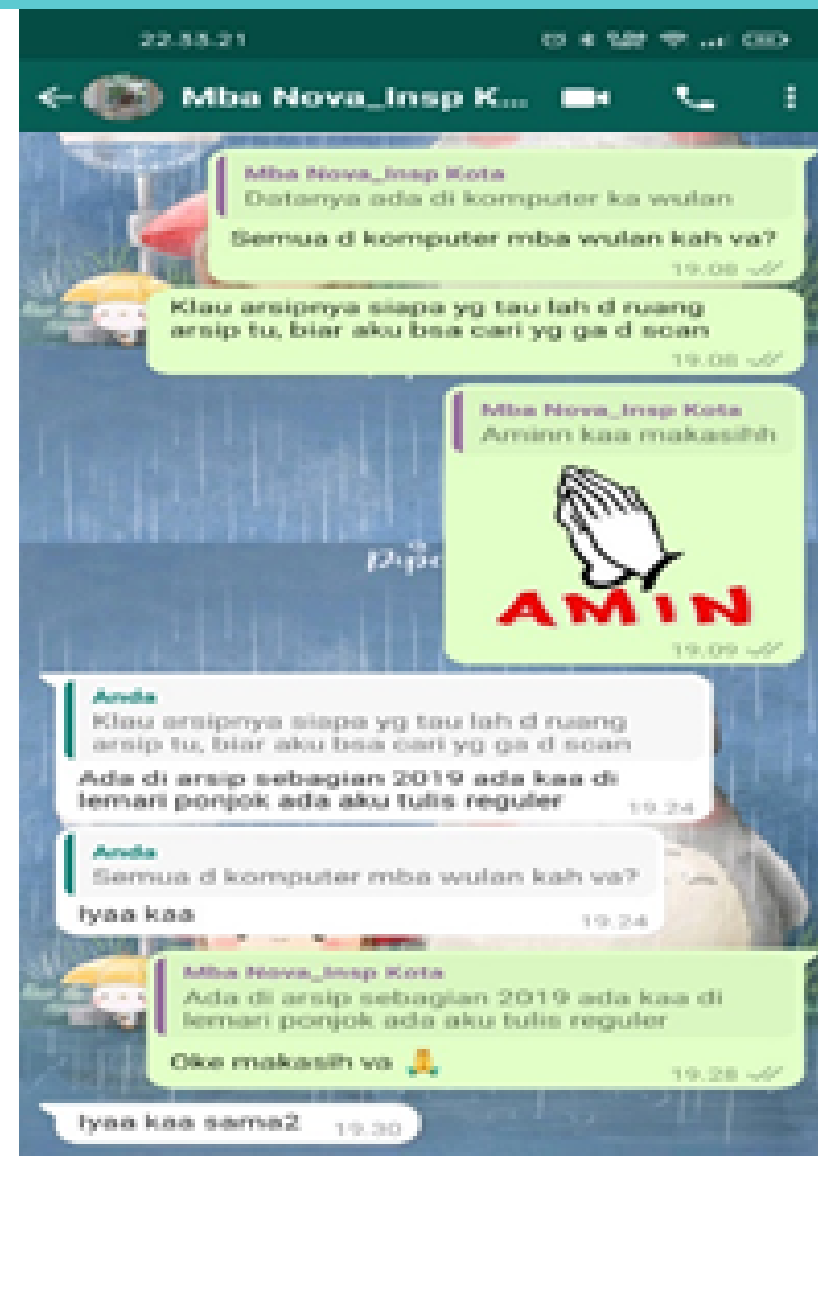 22.53.21
Mba Nova_Insp K...
Mba Nova_Insp Kota
Datanya ada di komputer ka wulan
Semua d komputer mba wulan kah va?
19.08
Klau arsipnya siapa yg tau lah d ruang
arsip tu, biar aku bsa cari yg ga d scan
19.08
Mba Nova_Insp Kota
Aminn kaa makasihh
AMIN
19.09
Anda
Klau arsipnya siapa yg tau lah d ruang
arsip tu, biar aku bsa cari yg ga d scan
Ada di arsip sebagian 2019 ada kaa di
lemari ponjok ada aku tulis reguler
19.24
Anda
Semua d komputer mba wulan kah va?
Iyaa kaa
19.24
Mba Nova_Insp Kota
Ada di arsip sebagian 2019 ada kaa di
lemari ponjok ada aku tulis reguler
Oke makasih va 🙏
19.28
Iyaa kaa sama2
19.30